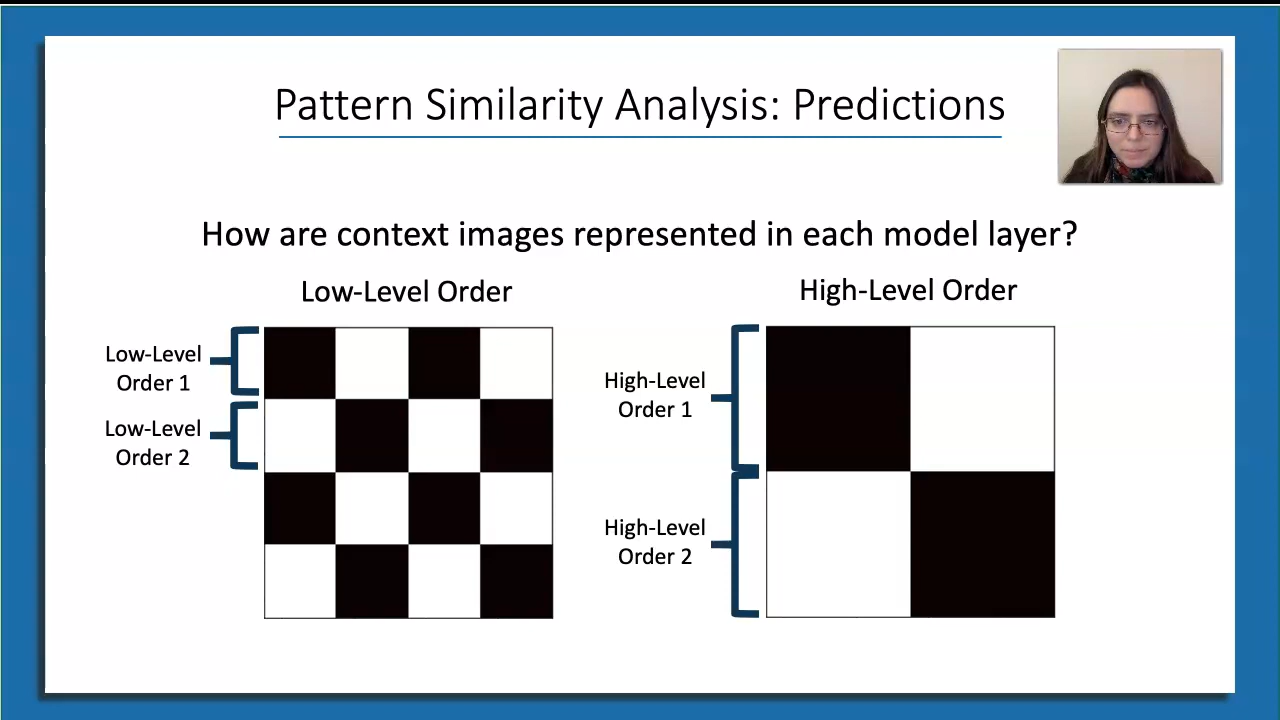 Pattern Similarity Analysis: Predictions
How are context images represented in each model layer?
Low-Level Order
Low-Level
Order 1
Low-Level
Order 2
High-Level Order
High-Level
Order 1
High-Level
Order 2